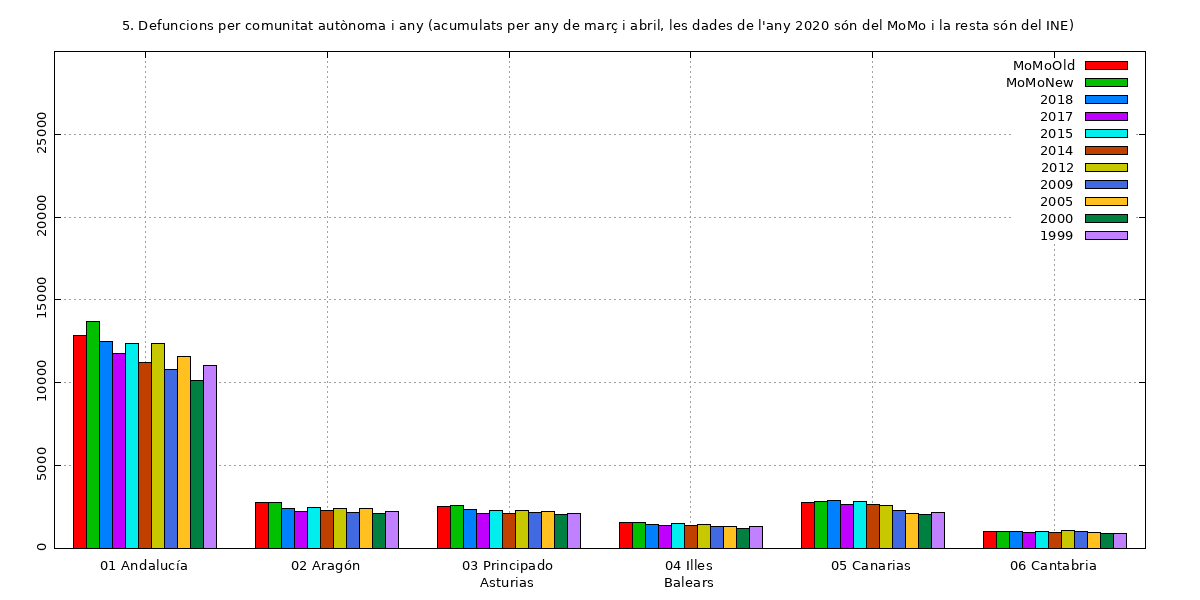 5. Defuncions per comunitat autònoma i any (acumulats per any de març i abril, les dades de l'any 2020 són del MoMo i la resta són del INE)
MoMoOld
MoMoNew
2018
2017
2015
2014
2012
2009
2005
2000
1999
25000
20000
15000
10000
5000
0
01 Andalucía
02 Aragón
03 Principado
Asturias
04 Illes
Balears
05 Canarias
06 Cantabria